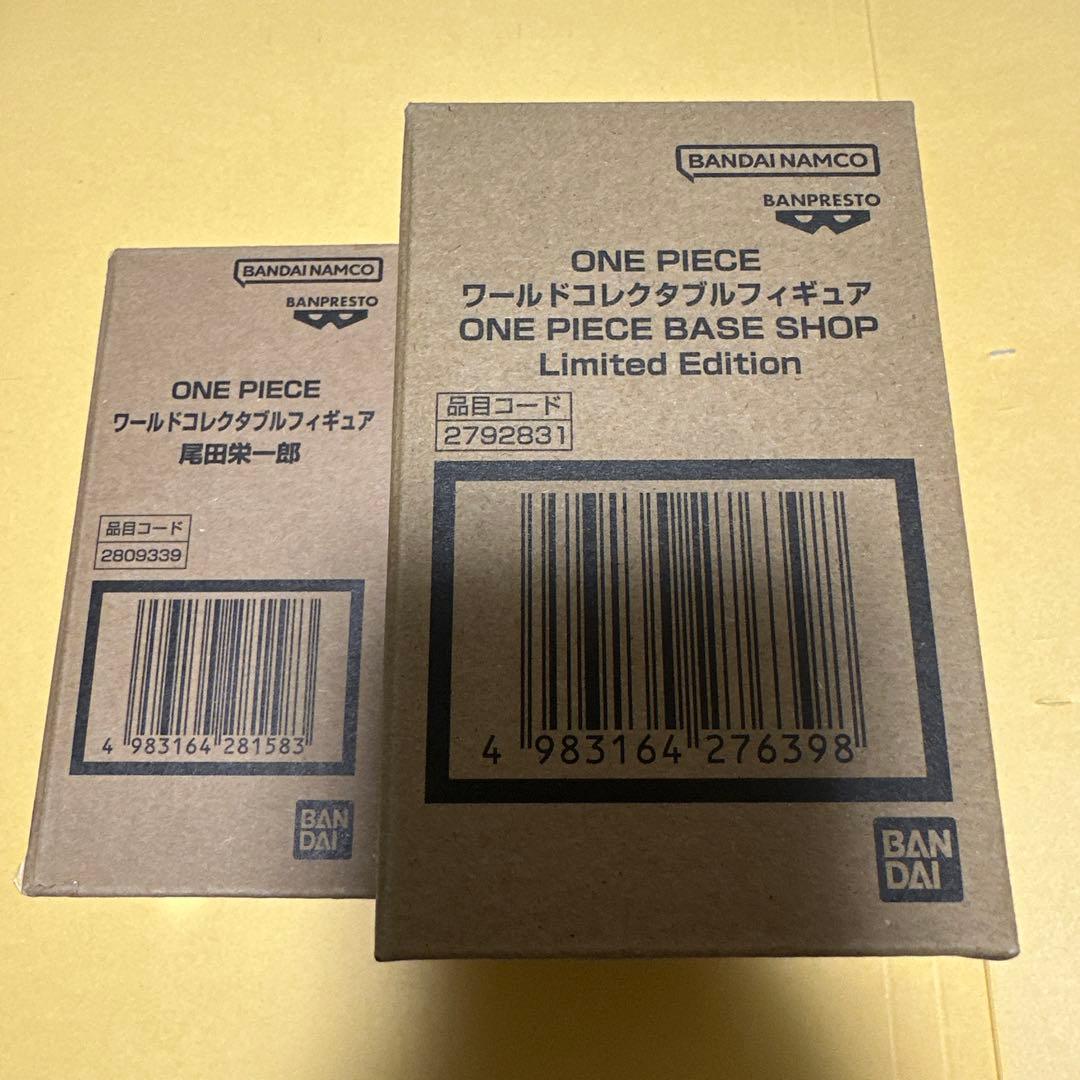 BANDAI NAMCO
BANPRESTO
ONE PIECE
ワールドコレクタブルフィギュア
尾田栄一郎
品目コード
2809339
4 983164 281583
BAN
DAI
BANDAI NAMCO
BANPRESTO
ONE PIECE
ワールドコレクタブルフィギュア
ONE PIECE BASE SHOP
Limited Edition
品目コード
2792831
4 983164 276398
BAN
DAI